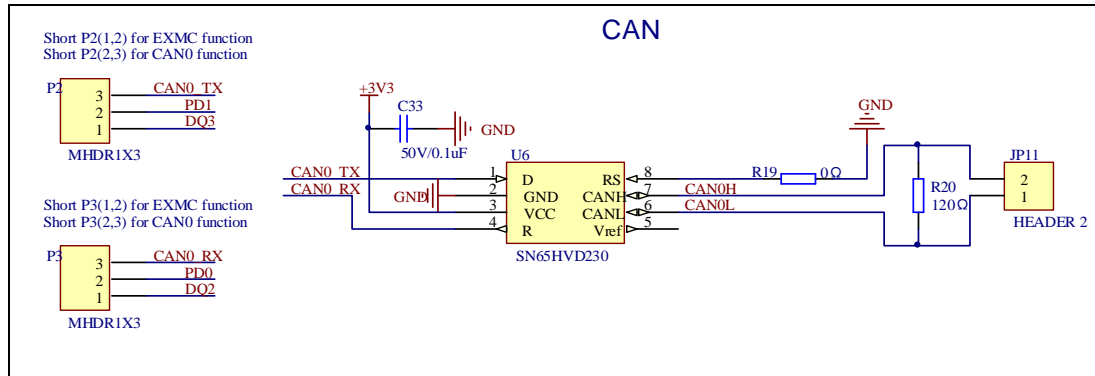 CAN
Short P2(1,2) for EXMC function
Short P2(2,3) for CAN0 function
P2
3 CAN0_TX
2 PD1
1 DQ3
MHDR1X3
Short P3(1,2) for EXMC function
Short P3(2,3) for CAN0 function
P3
3 CAN0_RX
2 PD0
1 DQ2
MHDR1X3
+3V3
C33
GND
50V/0.1uF
U6
CAN0_TX 1 D
GND 2 GND
3 VCC
CAN0_RX 4 R
RS 8
CANH 7 CAN0H
CANL 6 CAN0L
Vref 5
SN65HVD230
GND
R19 0Ω
R20
120Ω
JP11
2
1
HEADER 2